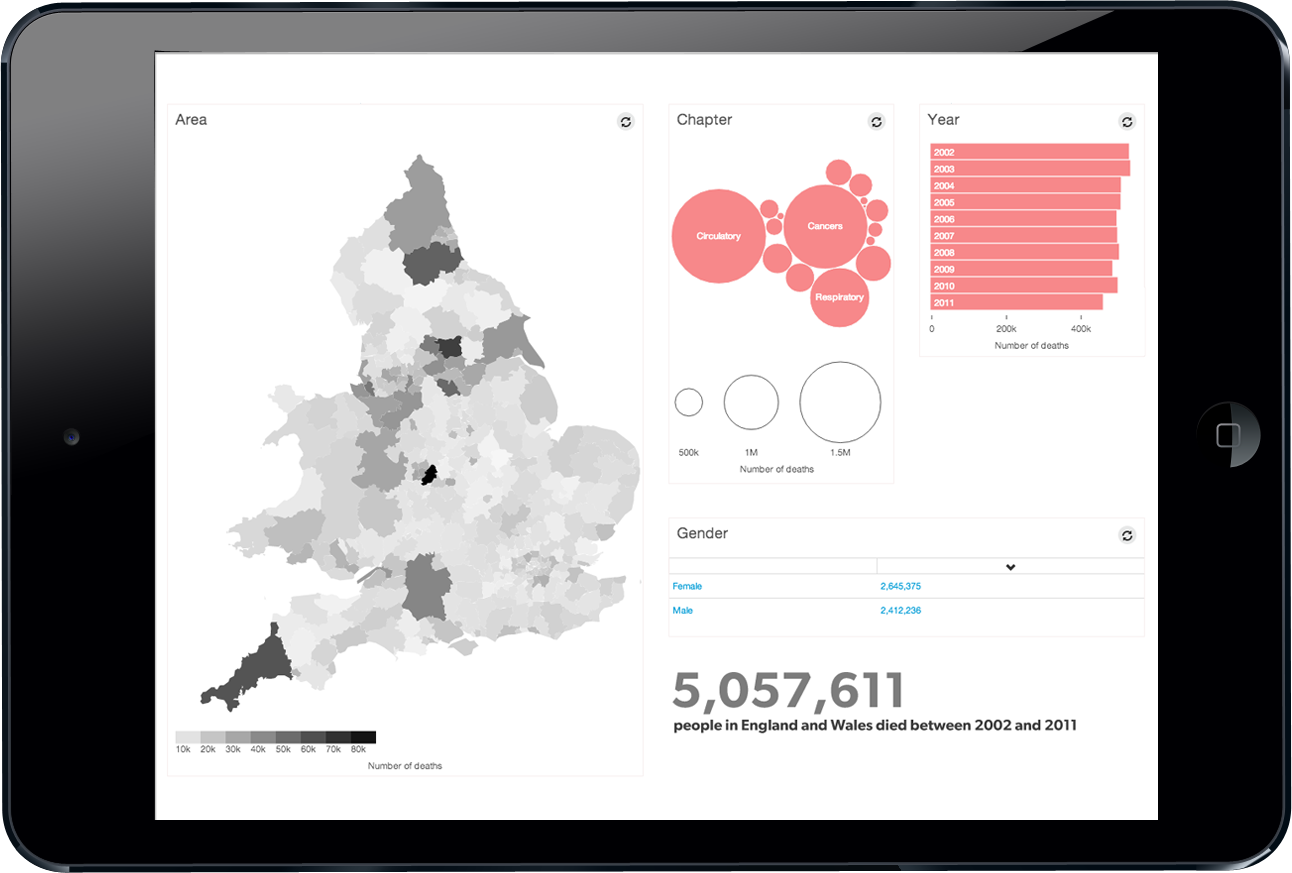 Area
10k 20k 30k 40k 50k 60k 70k 80k
Number of deaths
Chapter
Circulatory
Cancers
Respiratory
500k 1M 1.5M
Number of deaths
Year
2002
2003
2004
2005
2006
2007
2008
2009
2010
2011
0 200k 400k
Number of deaths
Gender
Female 2,645,375
Male 2,412,236
5,057,611
people in England and Wales died between 2002 and 2011